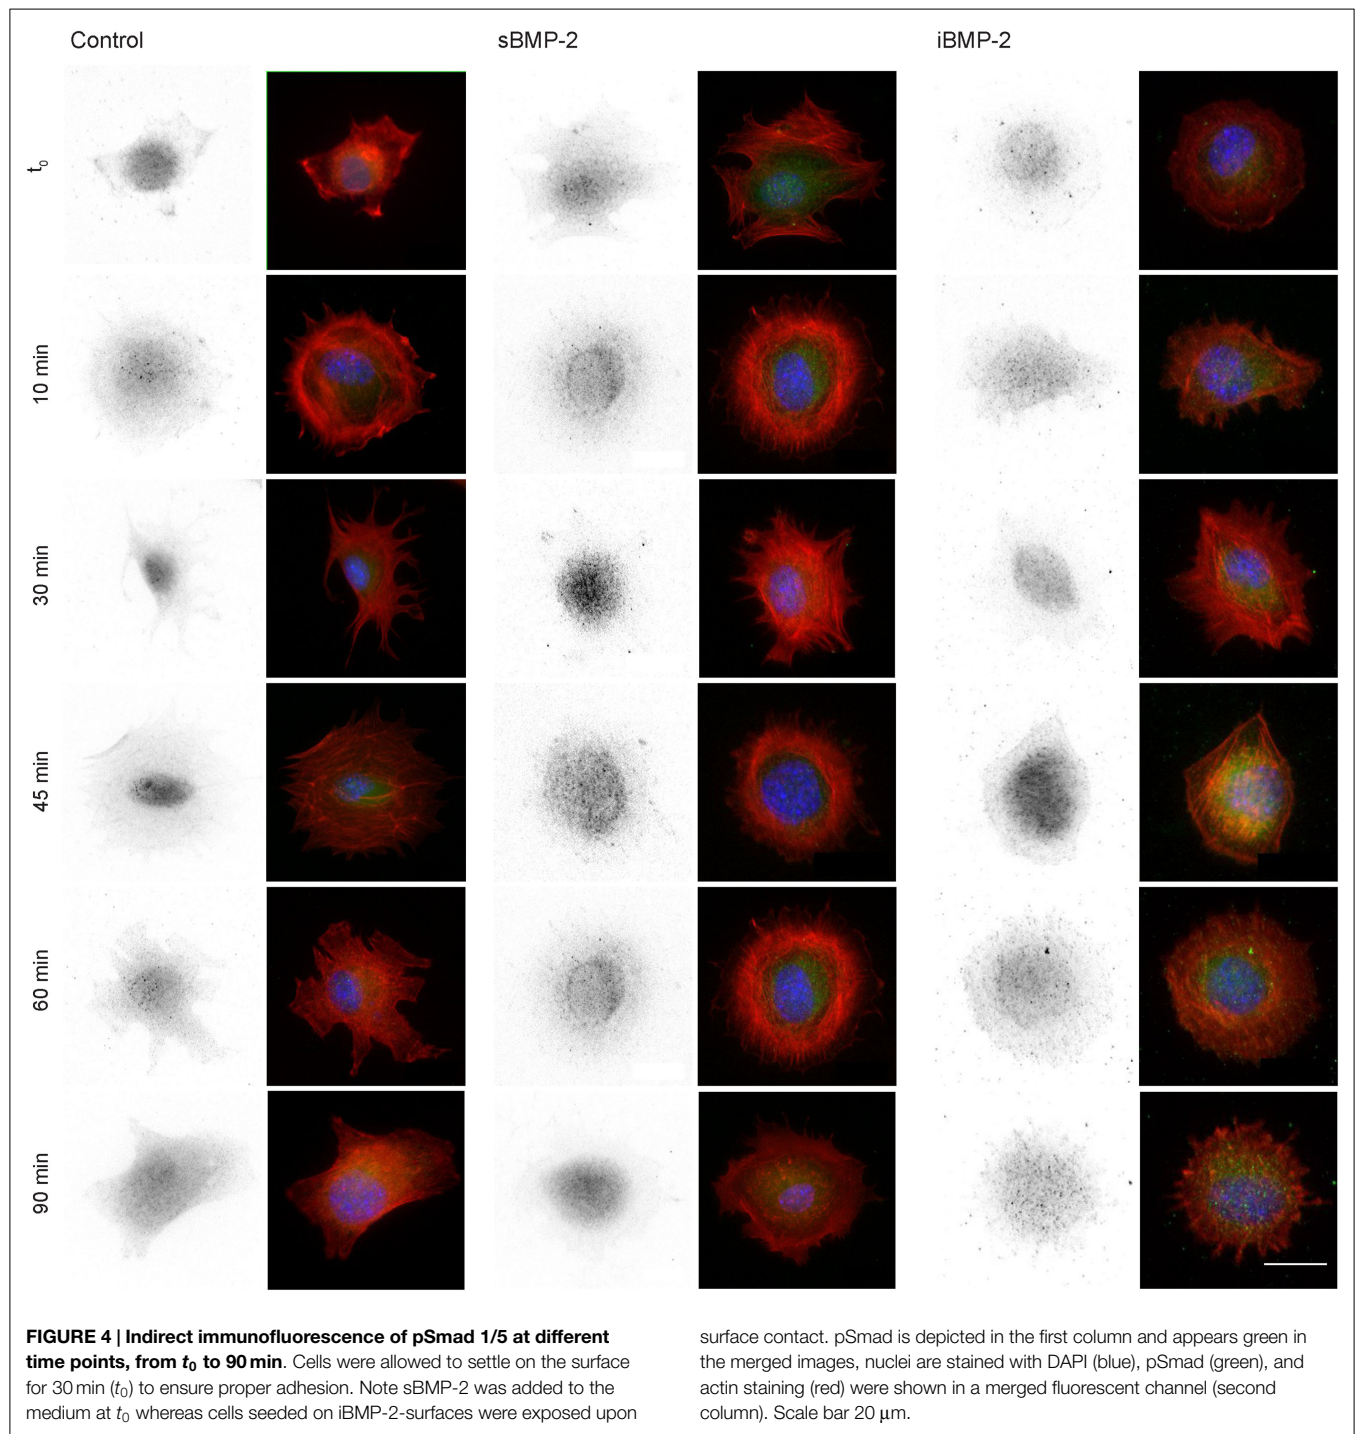 Control
sBMP-2
iBMP-2
t0
10 min
30 min
45 min
60 min
90 min
FIGURE 4 | Indirect immunofluorescence of pSmad 1/5 at different
time points, from t0 to 90 min. Cells were allowed to settle on the surface
for 30 min (t0) to ensure proper adhesion. Note sBMP-2 was added to the
medium at t0 whereas cells seeded on iBMP-2-surfaces were exposed upon
surface contact. pSmad is depicted in the first column and appears green in
the merged images, nuclei are stained with DAPI (blue), pSmad (green), and
actin staining (red) were shown in a merged fluorescent channel (second
column). Scale bar 20 μm.